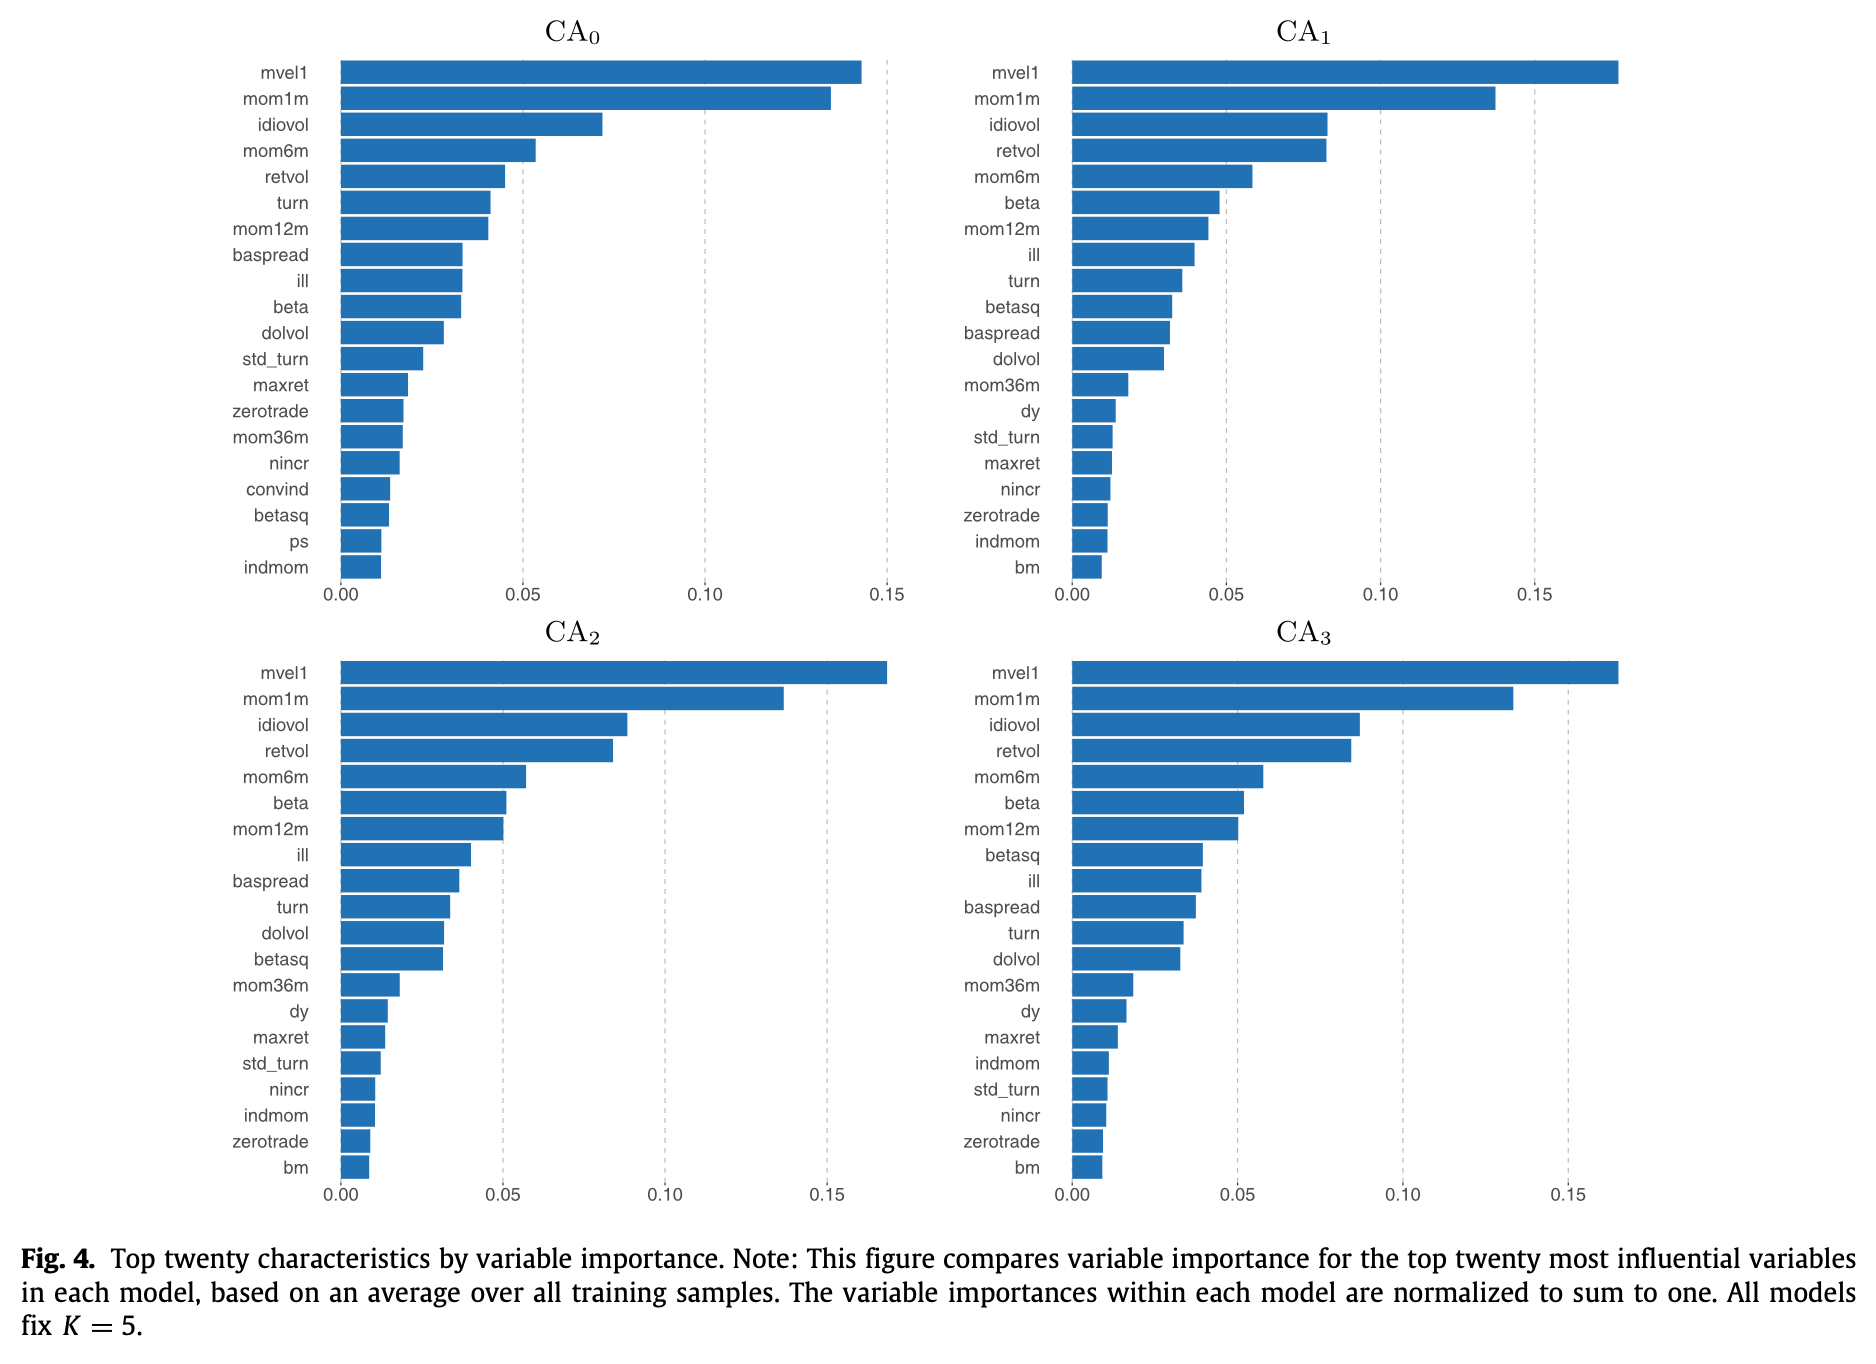 CA₀
mvel1
mom1m
idiovol
mom6m
retvol
turn
mom12m
baspread
ill
beta
dolvol
std_turn
maxret
zerotrade
mom36m
nincr
convind
betasq
ps
indmom
0.00 0.05 0.10 0.15
CA₁
mvel1
mom1m
idiovol
retvol
mom6m
beta
mom12m
ill
turn
betasq
baspread
dolvol
mom36m
dy
std_turn
maxret
nincr
zerotrade
indmom
bm
0.00 0.05 0.10 0.15
CA₂
mvel1
mom1m
idiovol
retvol
mom6m
beta
mom12m
ill
baspread
turn
dolvol
betasq
mom36m
dy
maxret
std_turn
nincr
indmom
zerotrade
bm
0.00 0.05 0.10 0.15
CA₃
mvel1
mom1m
idiovol
retvol
mom6m
beta
mom12m
betasq
ill
baspread
turn
dolvol
mom36m
dy
maxret
indmom
std_turn
nincr
zerotrade
bm
0.00 0.05 0.10 0.15
Fig. 4. Top twenty characteristics by variable importance. Note: This figure compares variable importance for the top twenty most influential variables
in each model, based on an average over all training samples. The variable importances within each model are normalized to sum to one. All models
fix K = 5.